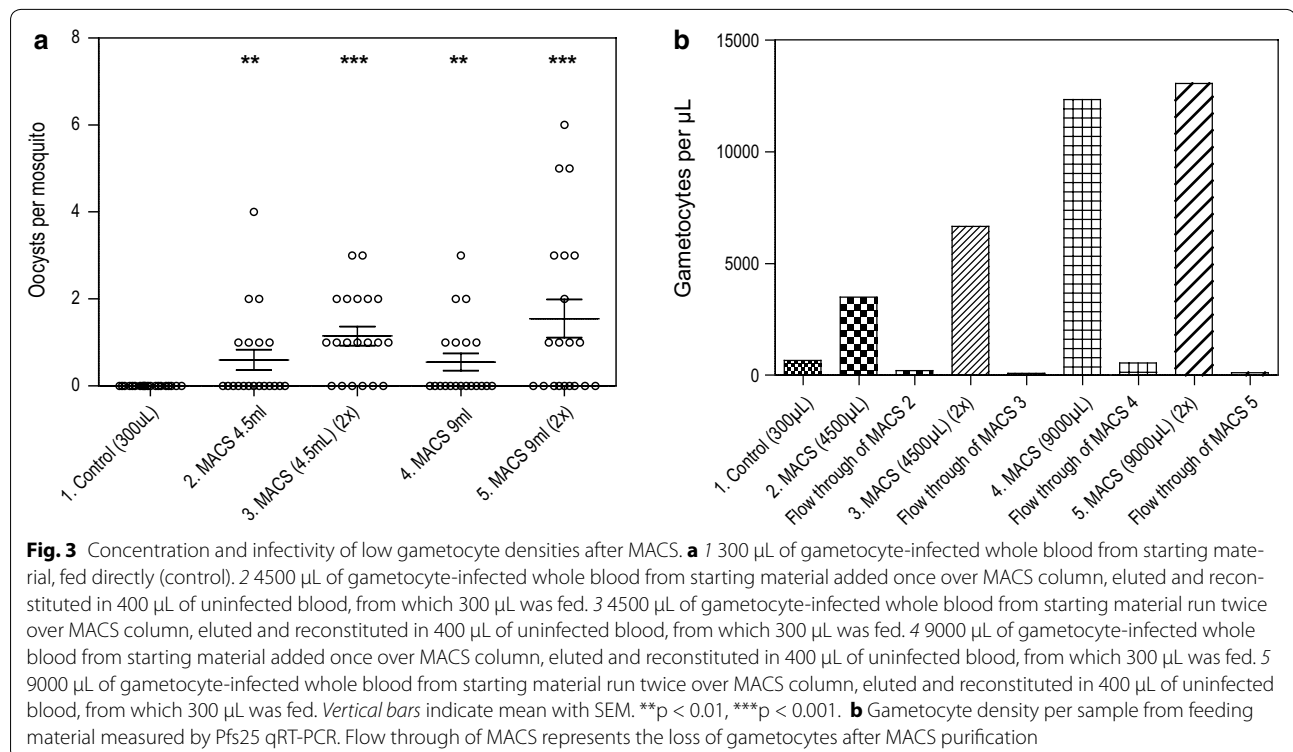 a
8
6
4
2
0
Oocysts per mosquito
**
***
**
***
1. Control (300µL)
2. MACS 4.5ml
3. MACS (4.5mL) (2x)
4. MACS 9ml
5. MACS 9ml (2x)
b
15000
10000
5000
0
Gametocytes per µL
1. Control (300µL)
2. MACS (4500µL)
Flow through of MACS 2
3. MACS (4500µL) (2x)
Flow through of MACS 3
4. MACS (9000µL)
Flow through of MACS 4
5. MACS (9000µL) (2x)
Flow through of MACS 5
Fig. 3 Concentration and infectivity of low gametocyte densities after MACS. a 1 300 µL of gametocyte-infected whole blood from starting mate-
rial, fed directly (control). 2 4500 µL of gametocyte-infected whole blood from starting material added once over MACS column, eluted and recon-
stituted in 400 µL of uninfected blood, from which 300 µL was fed. 3 4500 µL of gametocyte-infected whole blood from starting material run twice
over MACS column, eluted and reconstituted in 400 µL of uninfected blood, from which 300 µL was fed. 4 9000 µL of gametocyte-infected whole
blood from starting material added once over MACS column, eluted and reconstituted in 400 µL of uninfected blood, from which 300 µL was fed. 5
9000 µL of gametocyte-infected whole blood from starting material run twice over MACS column, eluted and reconstituted in 400 µL of uninfected
blood, from which 300 µL was fed. Vertical bars indicate mean with SEM. **p < 0.01, ***p < 0.001. b Gametocyte density per sample from feeding
material measured by Pfs25 qRT-PCR. Flow through of MACS represents the loss of gametocytes after MACS purification